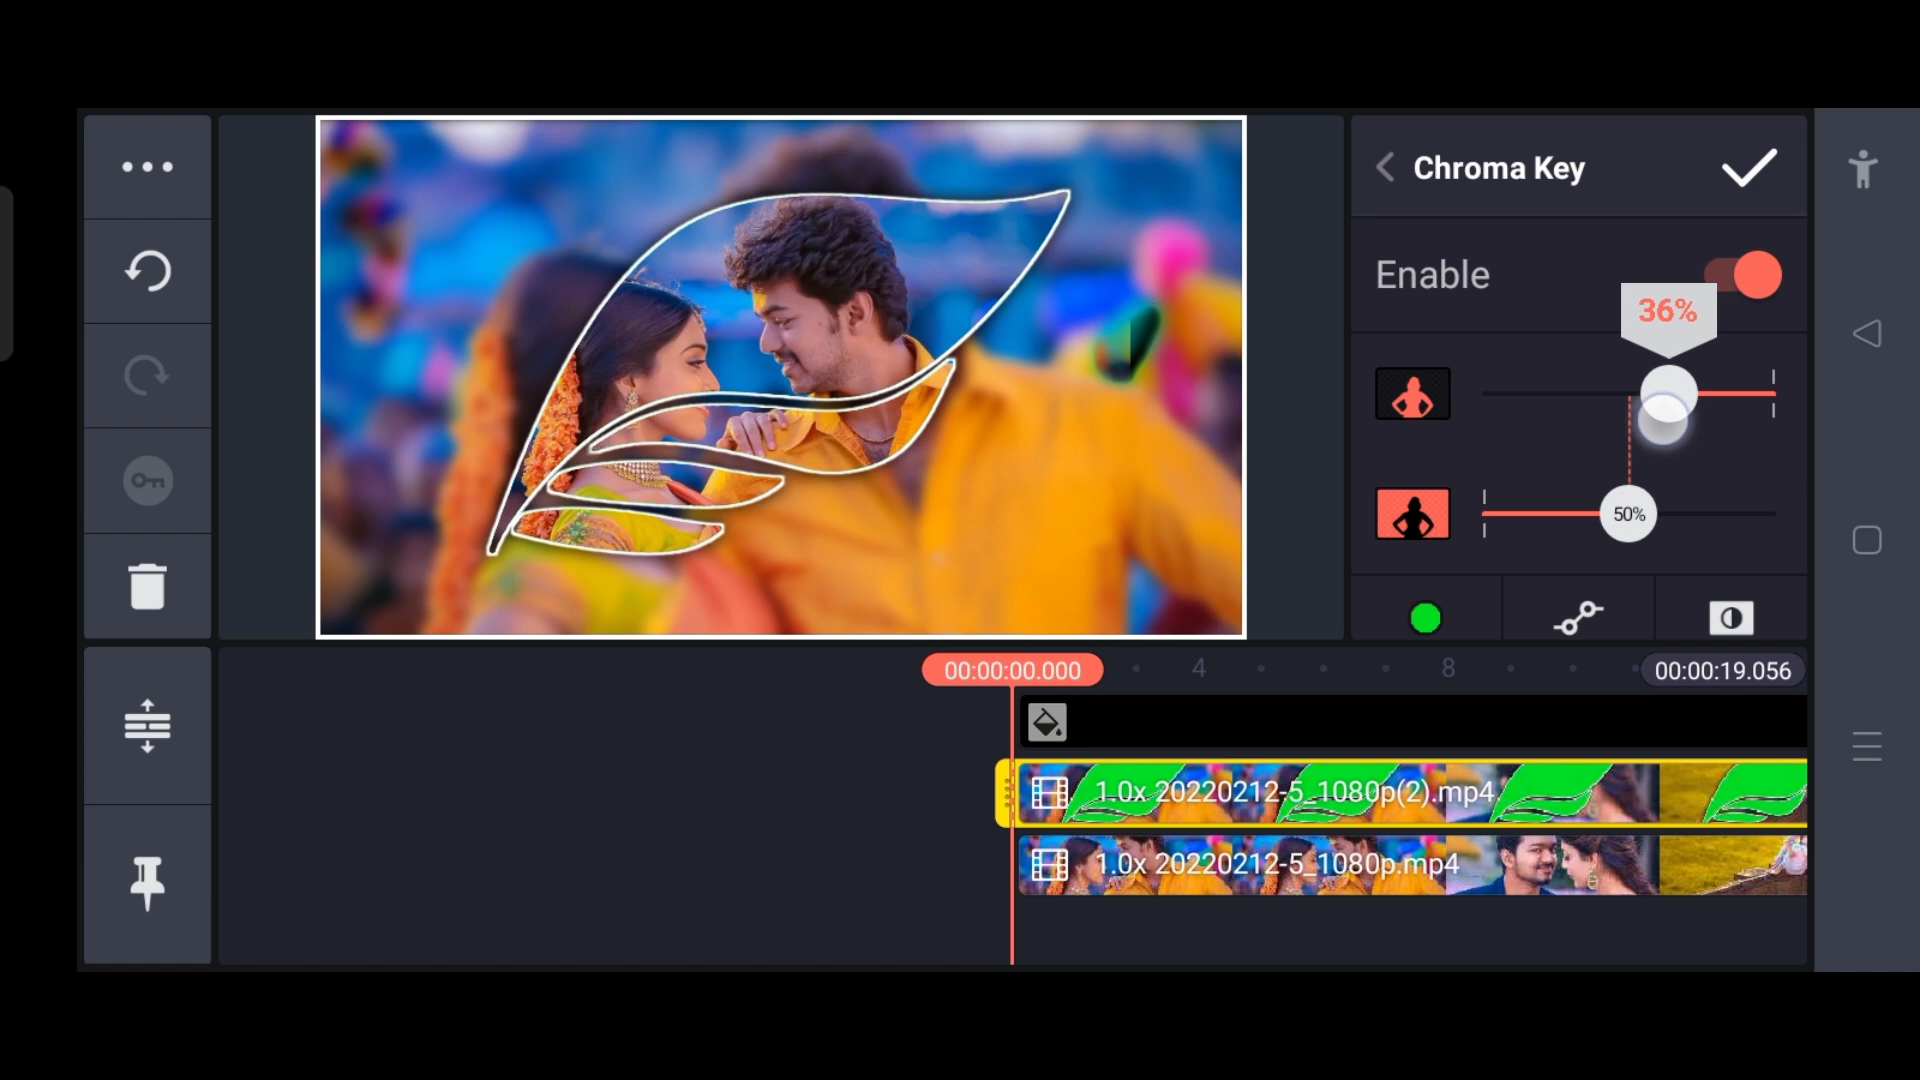 Chroma Key
Enable
36%
50%
00:00:00.000
4
8
00:00:19.056
1.0x 20220212-5_1080p(2).mp4
1.0x 20220212-5_1080p.mp4